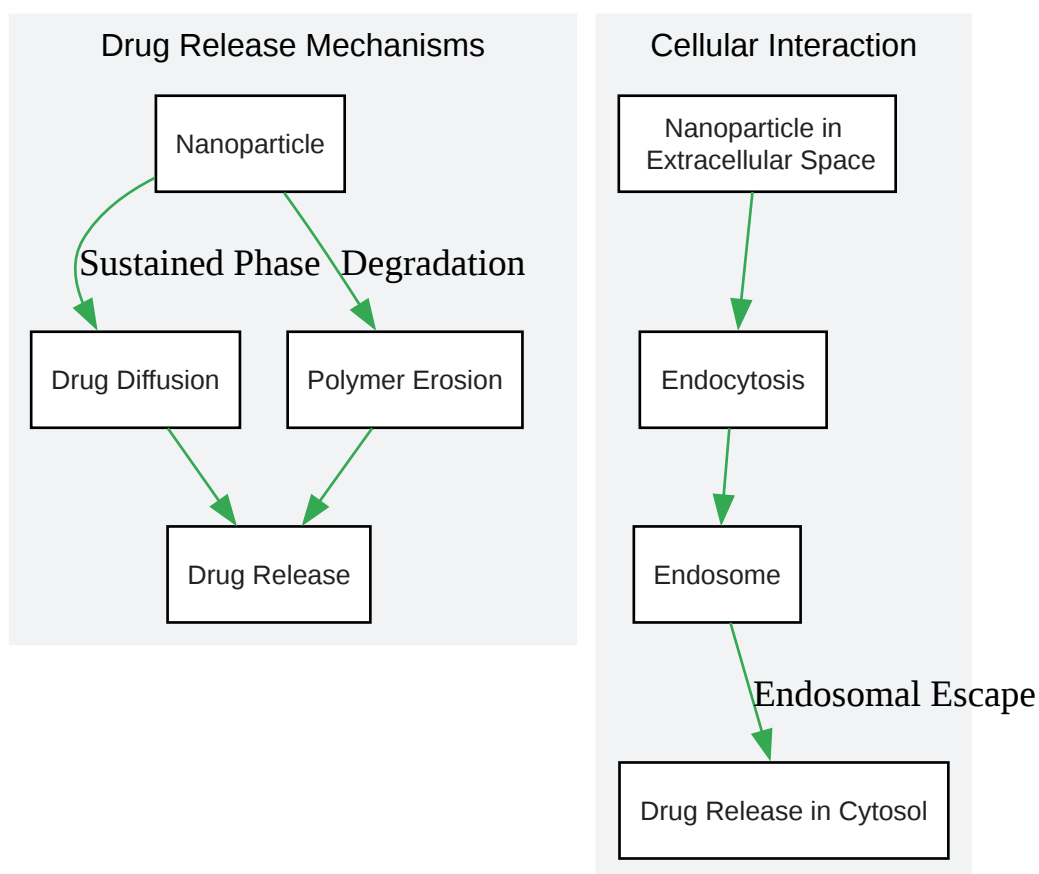 Drug Release Mechanisms
Nanoparticle
Sustained Phase
Degradation
Drug Diffusion
Polymer Erosion
Drug Release
Cellular Interaction
Nanoparticle in
Extracellular Space
Endocytosis
Endosome
Endosomal Escape
Drug Release in Cytosol